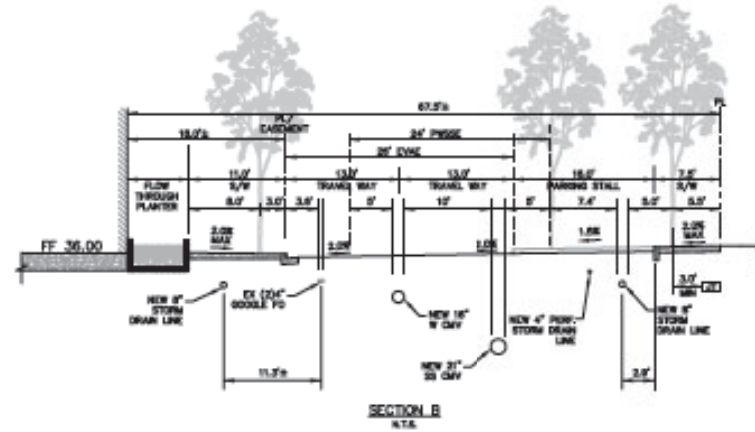 PL
67.5'±
PL/
EASEMENT
18.0'±
24' PWSSE
26' EVAE
11.0' 13.0' 13.0' 16.0' 7.5'
FLOW
THROUGH
PLANTER
S/W TRAVEL WAY TRAVEL WAY PARKING STALL S/W
8.0' 3.0' 3.6' 5' 10' 5' 7.4' 5.0' 5.5'
FF 36.00
2.0%
MAX
2.0%
2.0%
1.5%
2.0%
MAX
3.0'
MIN
NEW 8"
STORM
DRAIN LINE
EX (2)4"
GOOGLE FO
NEW 16"
W CMV
NEW 21"
SS CMV
NEW 4" PERF.
STORM DRAIN
LINE
NEW 8"
STORM
DRAIN LINE
11.3'±
2.9'
SECTION B
N.T.S.